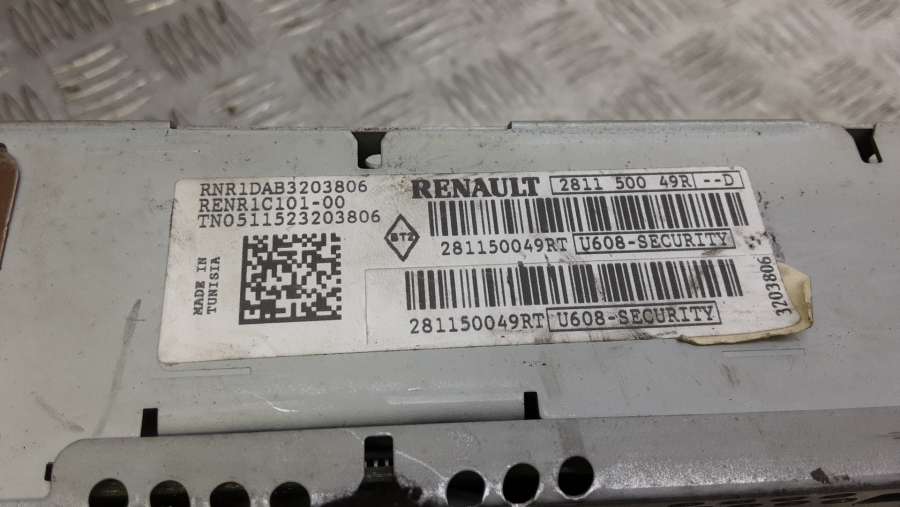 RNR1DAB3203806
RENR1C101-00
TN0511523203806
MADE IN
TUNISIA
RENAULT
2811 500 49R --D
BTZ
281150049RT U608-SECURITY
281150049RT U608-SECURITY
3203806